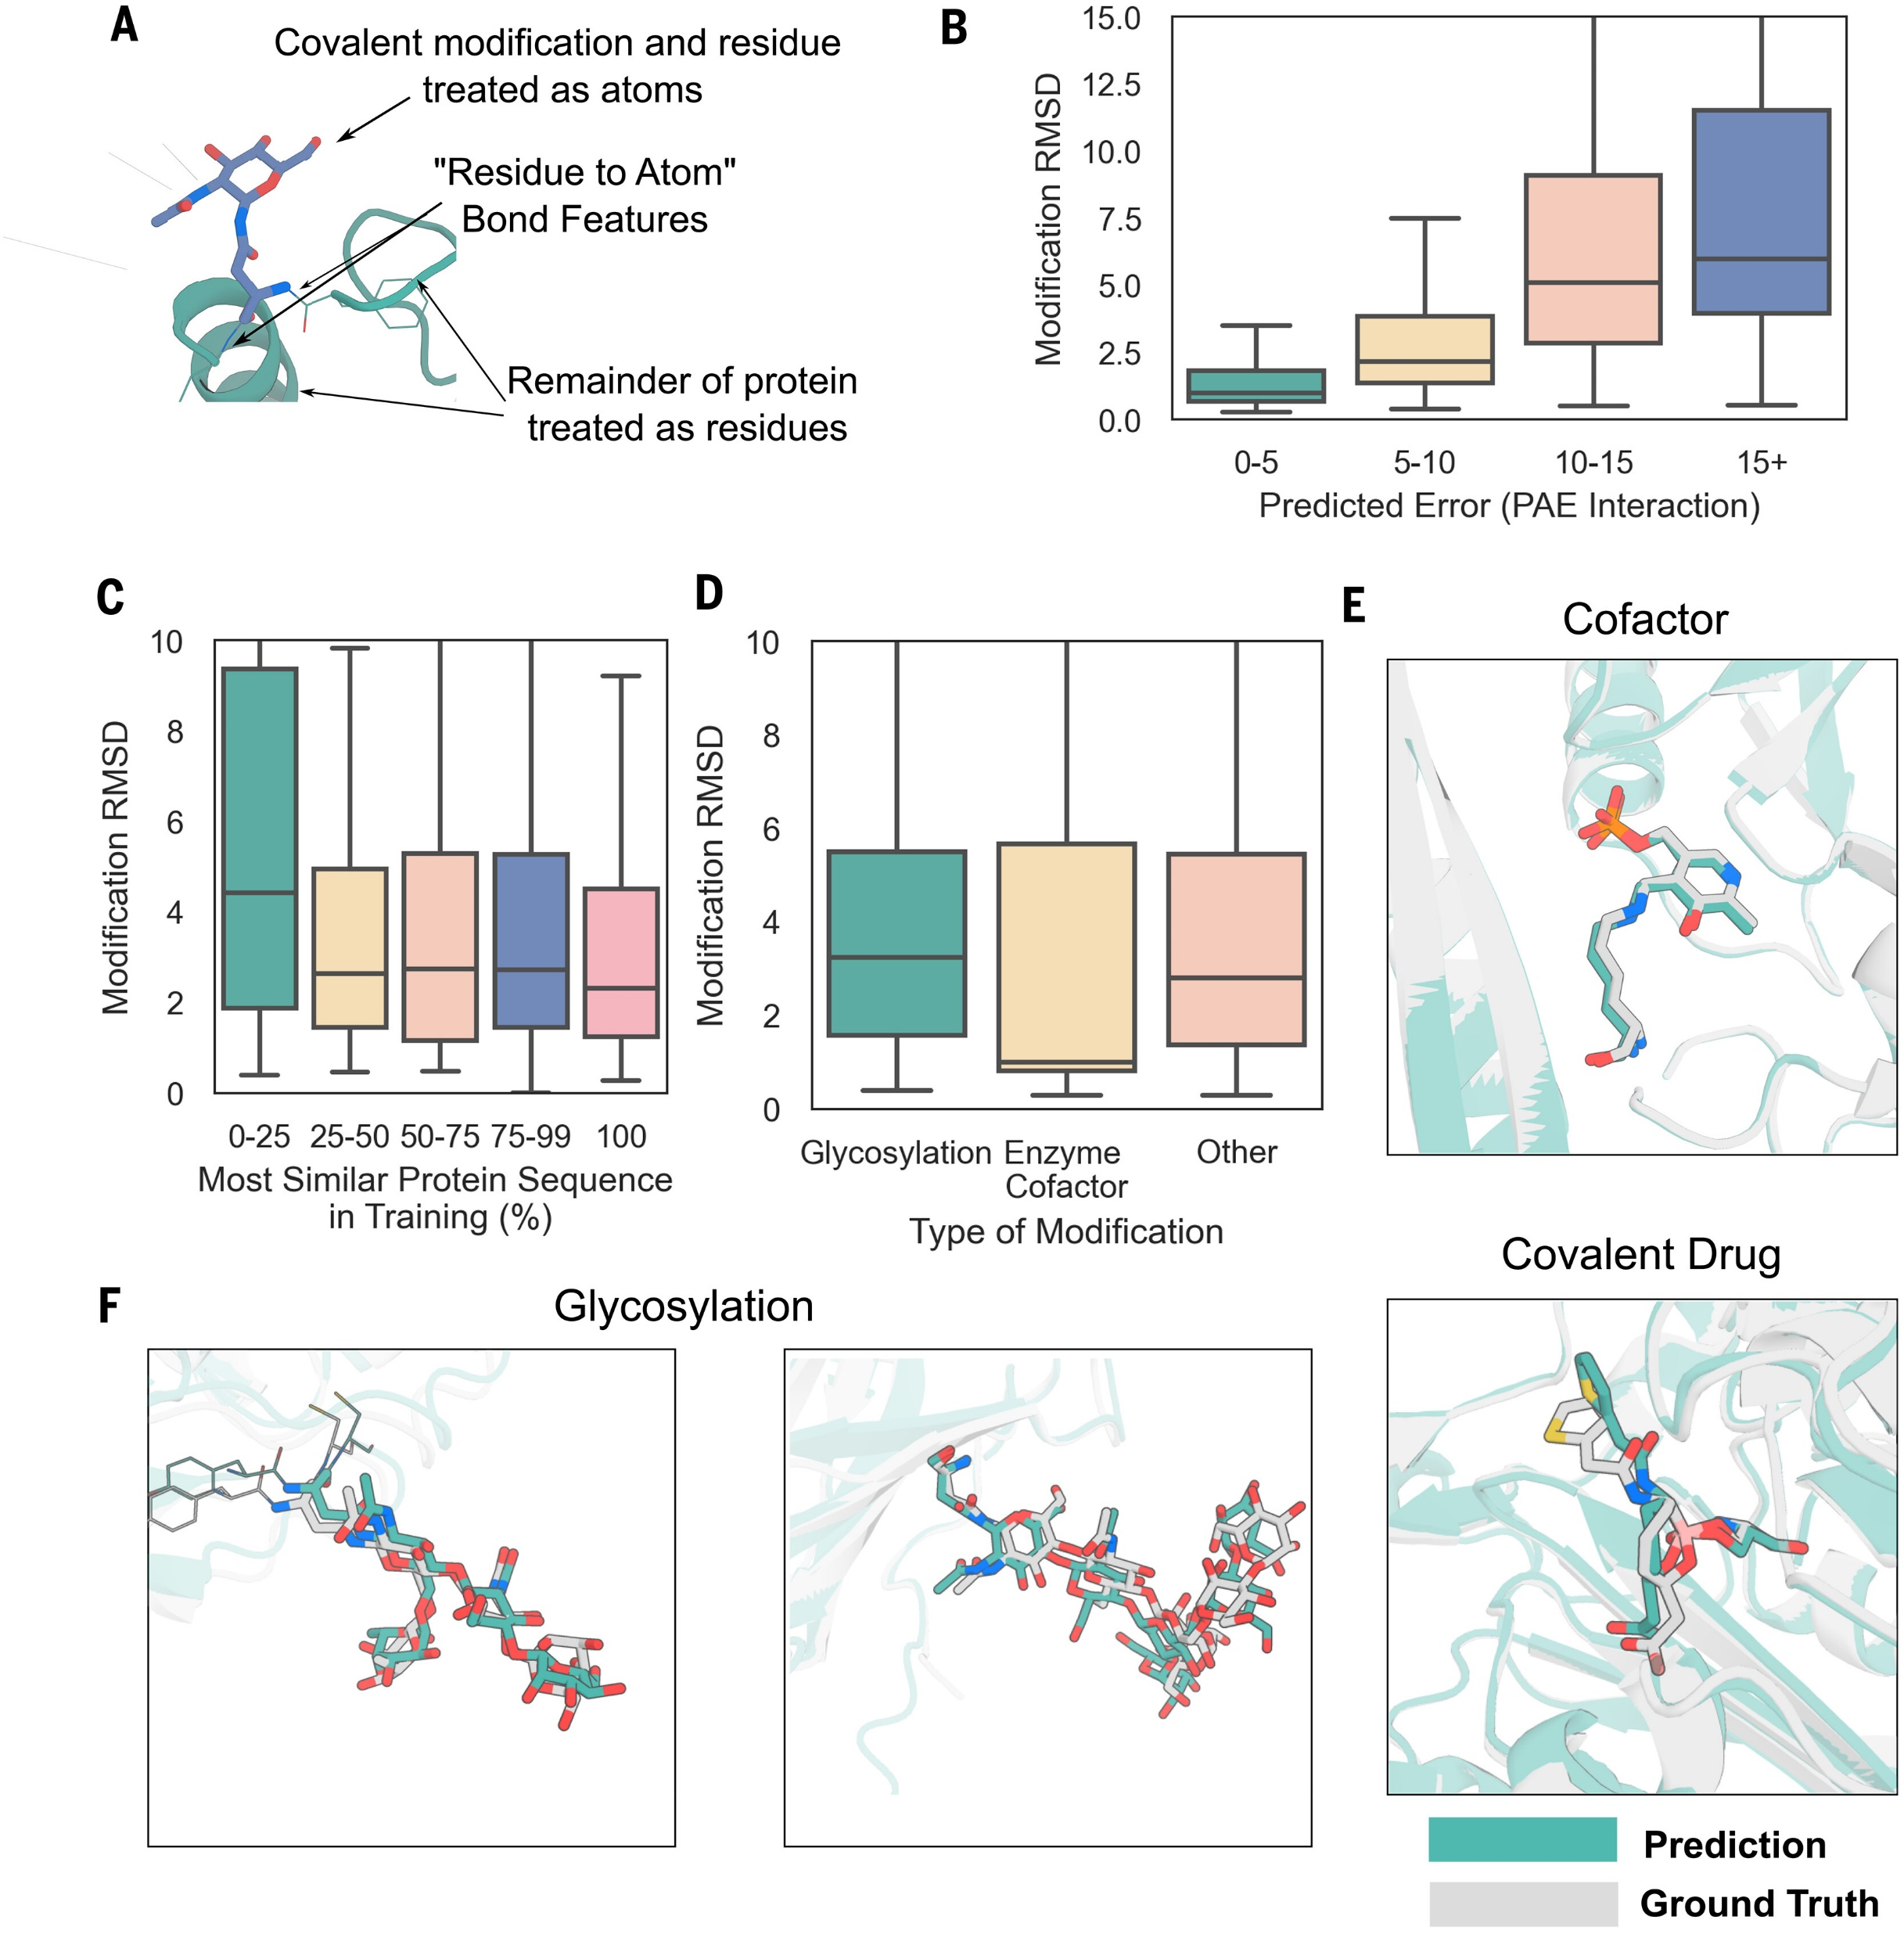 A
Covalent modification and residue
treated as atoms
"Residue to Atom"
Bond Features
Remainder of protein
treated as residues
B
Modification RMSD
15.0
12.5
10.0
7.5
5.0
2.5
0.0
0-5 5-10 10-15 15+
Predicted Error (PAE Interaction)
C
Modification RMSD
10
8
6
4
2
0
0-25 25-50 50-75 75-99 100
Most Similar Protein Sequence
in Training (%)
D
Modification RMSD
10
8
6
4
2
0
Glycosylation Enzyme Other
Cofactor
Type of Modification
E
Cofactor
Covalent Drug
F
Glycosylation
Prediction
Ground Truth